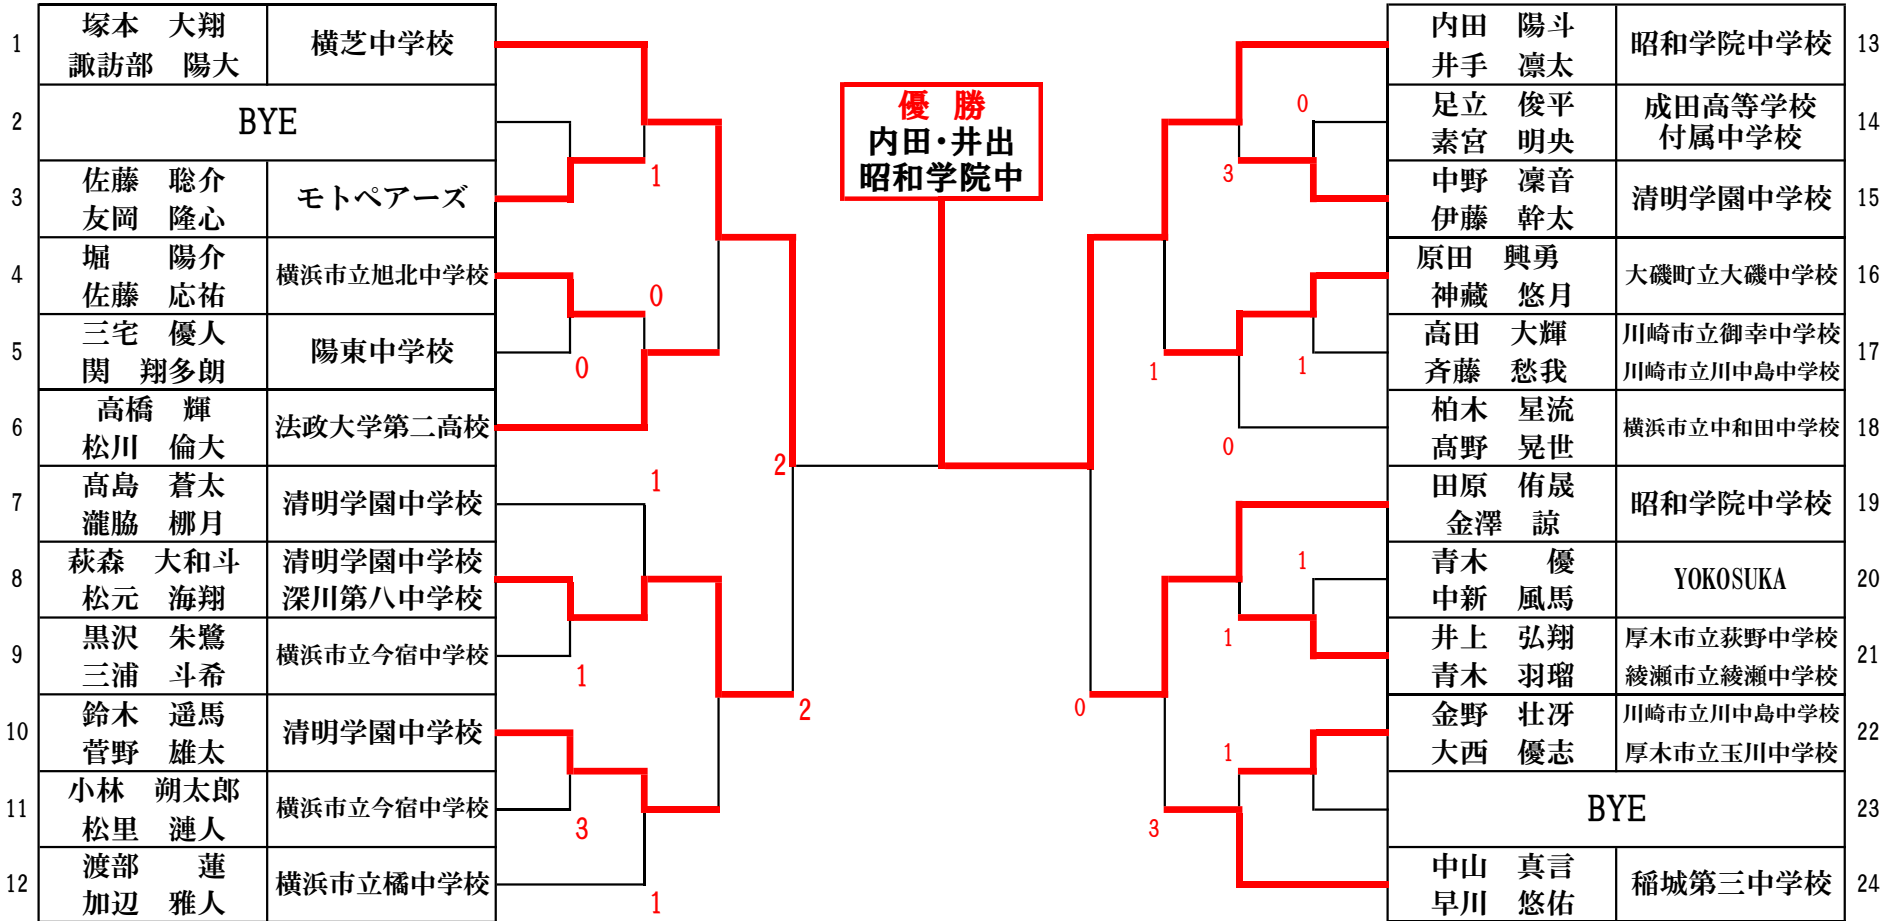 1
塚本 大翔
諏訪部 陽大
横芝中学校
2
BYE
3
佐藤 聡介
友岡 隆心
モトペアーズ
4
堀 陽介
佐藤 応祐
横浜市立旭北中学校
5
三宅 優人
関 翔多朗
陽東中学校
6
高橋 輝
松川 倫大
法政大学第二高校
7
髙島 蒼太
瀧脇 梛月
清明学園中学校
8
萩森 大和斗
松元 海翔
清明学園中学校
深川第八中学校
9
黒沢 朱鷺
三浦 斗希
横浜市立今宿中学校
10
鈴木 遥馬
菅野 雄太
清明学園中学校
11
小林 朔太郎
松里 漣人
横浜市立今宿中学校
12
渡部 蓮
加辺 雅人
横浜市立橘中学校
1
0
0
1
1
3
1
2
2
優 勝
内田・井出
昭和学院中
0
3
1
1
0
1
1
0
1
3
内田 陽斗
井手 凛太
昭和学院中学校
13
足立 俊平
素宮 明央
成田高等学校
付属中学校
14
中野 凜音
伊藤 幹太
清明学園中学校
15
原田 興勇
神藏 悠月
大磯町立大磯中学校
16
高田 大輝
斉藤 愁我
川崎市立御幸中学校
川崎市立川中島中学校
17
柏木 星流
髙野 晃世
横浜市立中和田中学校
18
田原 侑晟
金澤 諒
昭和学院中学校
19
青木 優
中新 風馬
YOKOSUKA
20
井上 弘翔
青木 羽瑠
厚木市立荻野中学校
綾瀬市立綾瀬中学校
21
金野 壮冴
大西 優志
川崎市立川中島中学校
厚木市立玉川中学校
22
BYE
23
中山 真言
早川 悠佑
稲城第三中学校
24